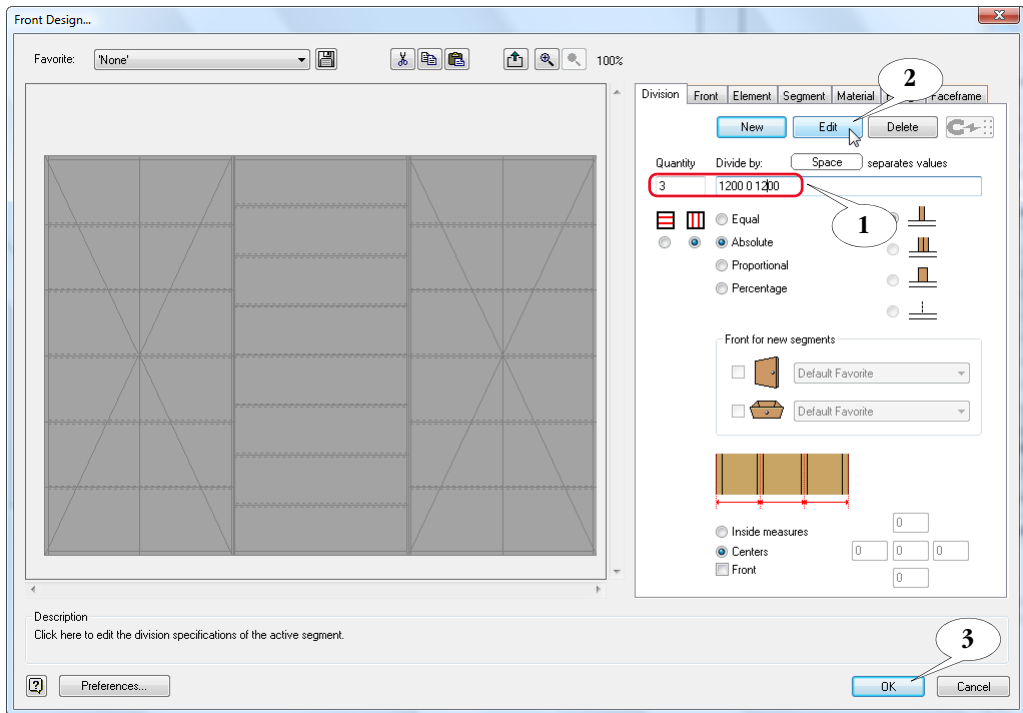 Front Design...
Favorite: 'None' 100%
2
Division Front Element Segment Material Faceframe
New Edit Delete
Quantity Divide by: Space separates values
3 1200 0 1200
1
Equal
Absolute
Proportional
Percentage
Front for new segments
Default Favorite
Default Favorite
Inside measures 0
Centers 0 0 0
Front 0
Description
Click here to edit the division specifications of the active segment.
3
Preferences... OK Cancel